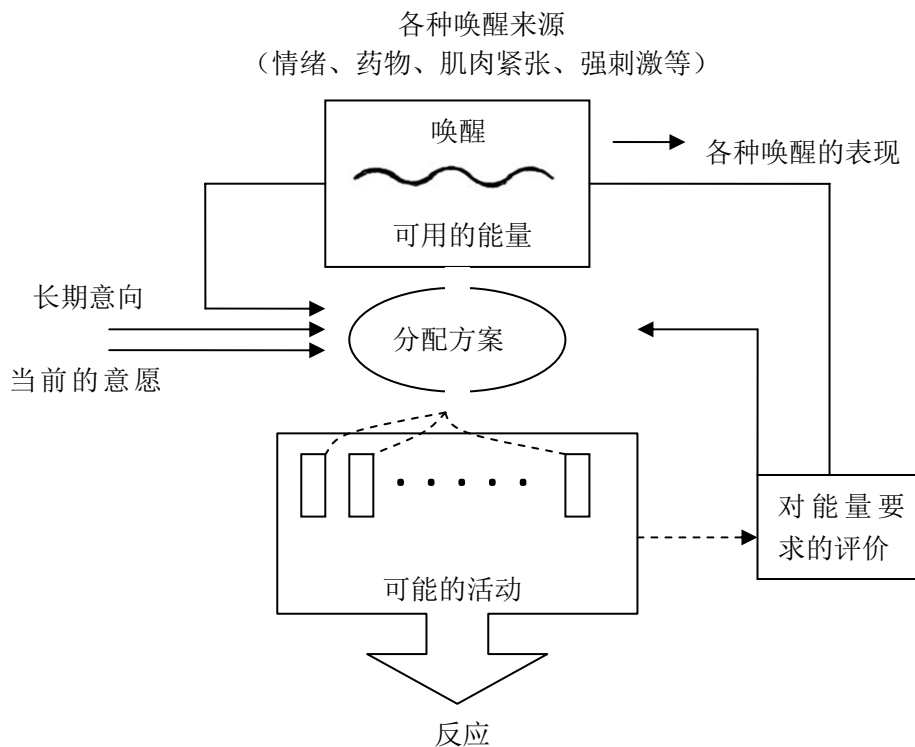 各种唤醒来源
（情绪、药物、肌肉紧张、强刺激等）
唤醒
各种唤醒的表现
可用的能量
长期意向
分配方案
当前的意愿
对能量要
求的评价
可能的活动
反应